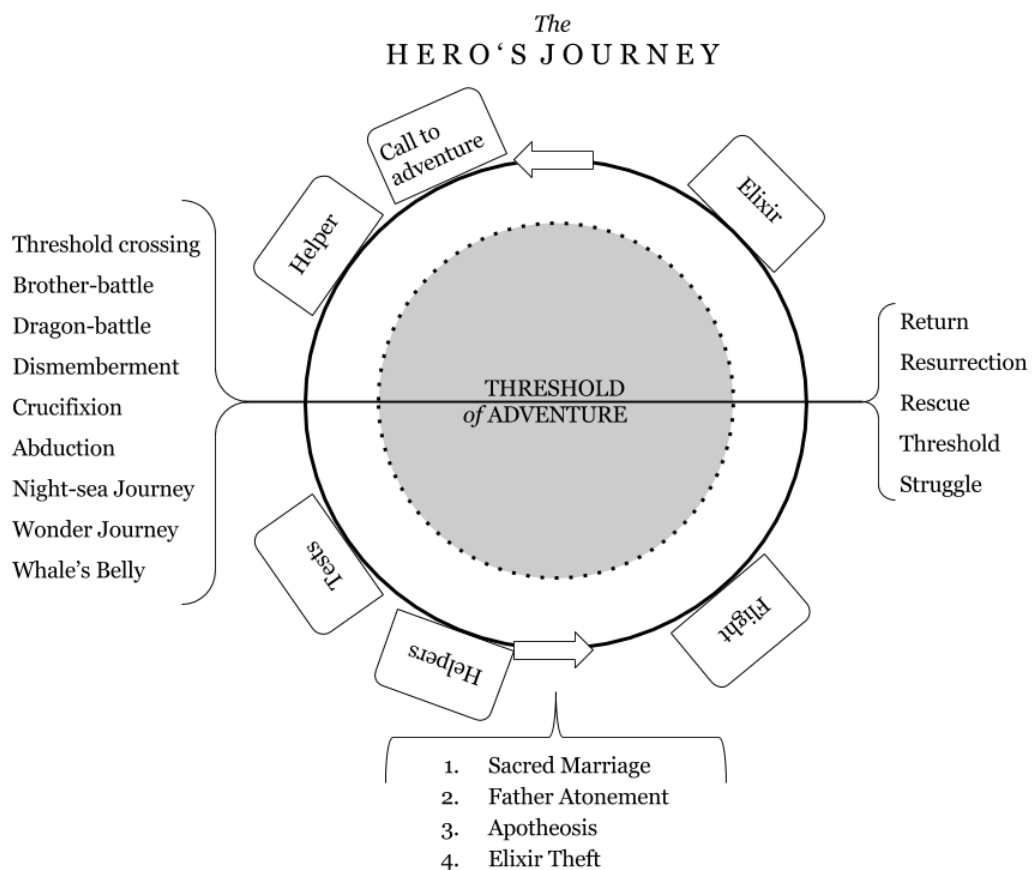 The
HERO‘S JOURNEY
Call to
adventure
Helper
Elixir
Threshold crossing
Brother-battle
Dragon-battle
Dismemberment
Crucifixion
Abduction
Night-sea Journey
Wonder Journey
Whale’s Belly
THRESHOLD
of ADVENTURE
Return
Resurrection
Rescue
Threshold
Struggle
Tests
Helpers
Flight
1. Sacred Marriage
2. Father Atonement
3. Apotheosis
4. Elixir Theft